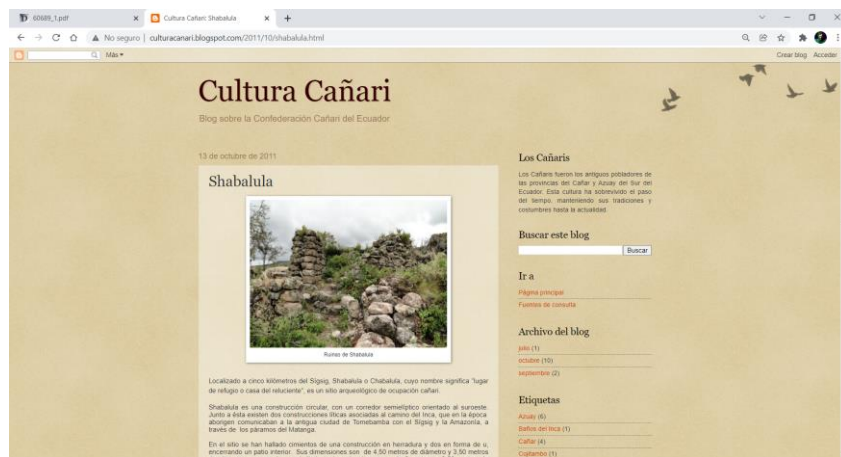 60689_1.pdf
Cultura Cañari: Shabalula
No seguro
culturacanari.blogspot.com/2011/10/shabalula.html
Más
Crear blog Acceder
Cultura Cañari
Blog sobre la Confederación Cañari del Ecuador
13 de octubre de 2011
Shabalula
Ruinas de Shabalula
Localizado a cinco kilómetros del Sígsig, Shabalula o Chabalula, cuyo nombre significa "lugar
de refugio o casa del reluciente", es un sitio arqueológico de ocupación cañari.
Shabalula es una construcción circular, con un corredor semielíptico orientado al suroeste.
Junto a ésta existen dos construcciones líticas asociadas al camino del Inca, que en la época
aborigen comunicaban a la antigua ciudad de Tomebamba con el Sígsig y la Amazonía, a
través de los páramos del Matanga.
En el sitio se han hallado cimientos de una construcción en herradura y dos en forma de u,
encerrando un patio interior. Sus dimensiones son de 4,50 metros de diámetro y 3,50 metros
Los Cañaris
Los Cañaris fueron los antiguos pobladores de
las provincias del Cañar y Azuay del Sur del
Ecuador. Esta cultura ha sobrevivido el paso
del tiempo, manteniendo sus tradiciones y
costumbres hasta la actualidad.
Buscar este blog
Buscar
Ir a
Página principal
Fuentes de consulta
Archivo del blog
julio (1)
octubre (10)
septiembre (2)
Etiquetas
Azuay (6)
Baños del Inca (1)
Cañar (4)
Cojitambo (1)